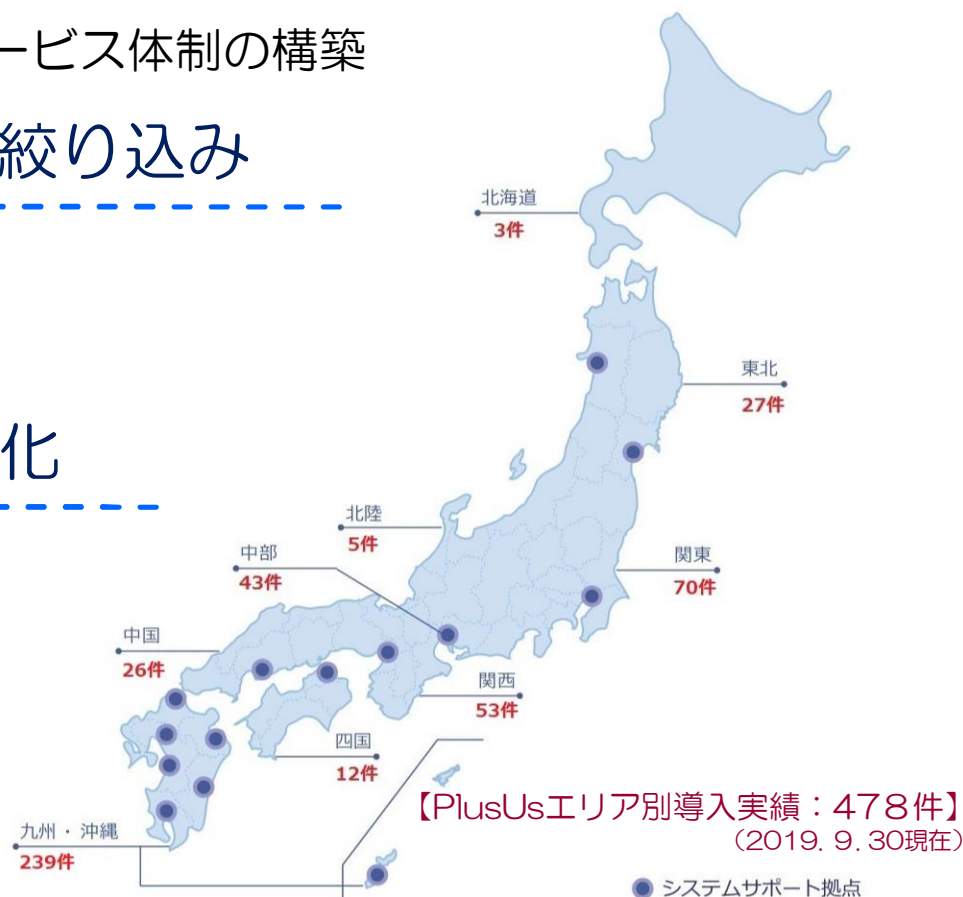 ービス体制の構築
絞り込み
化
北海道
3件
東北
27件
北陸
5件
中部
43件
関東
70件
中国
26件
関西
53件
四国
12件
九州・沖縄
239件
【PlusUsエリア別導入実績:478件】
(2019. 9. 30現在)
システムサポート拠点